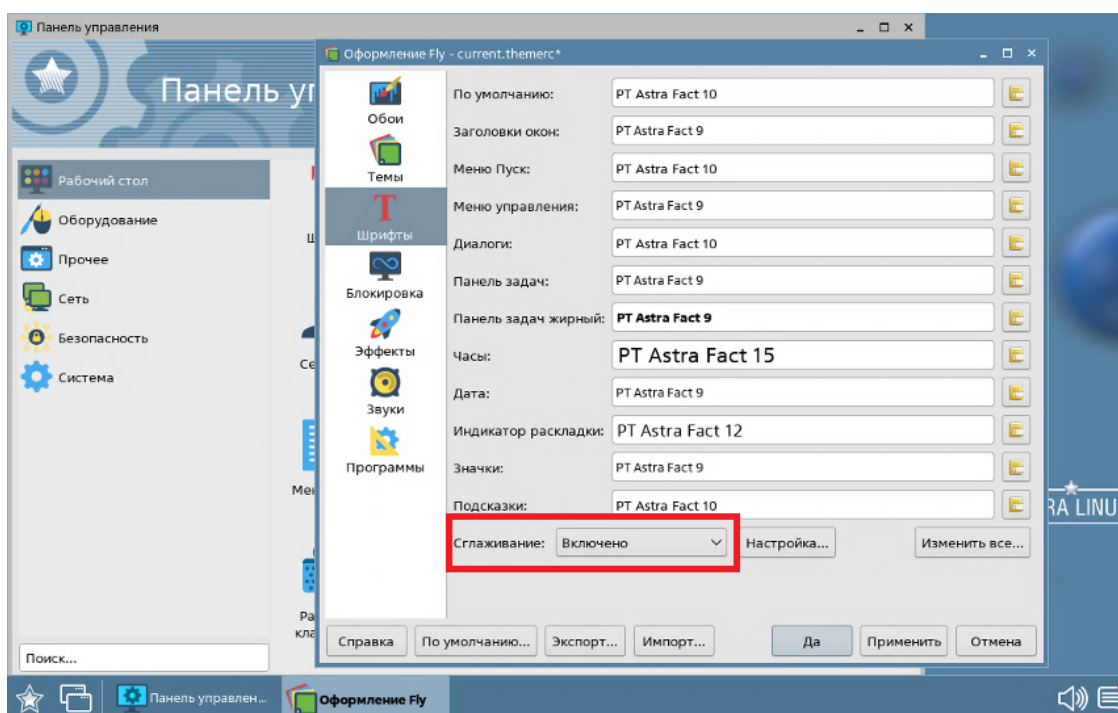 Панель управления
Оформление Fly - current.themerc*
Панель
Рабочий стол
Оборудование
Прочее
Сеть
Безопасность
Система
Поиск...
Обои
Темы
Шрифты
Блокировка
Эффекты
Звуки
Программы
По умолчанию: PT Astra Fact 10
Заголовки окон: PT Astra Fact 9
Меню Пуск: PT Astra Fact 10
Меню управления: PT Astra Fact 9
Диалоги: PT Astra Fact 10
Панель задач: PT Astra Fact 9
Панель задач жирный: PT Astra Fact 9
Часы: PT Astra Fact 15
Дата: PT Astra Fact 9
Индикатор раскладки: PT Astra Fact 12
Значки: PT Astra Fact 9
Подсказки: PT Astra Fact 10
Сглаживание: Включено Настройка... Изменить все...
Справка По умолчанию... Экспорт... Импорт... Да Применить Отмена
RA LINU
Панель управлен... Оформление Fly